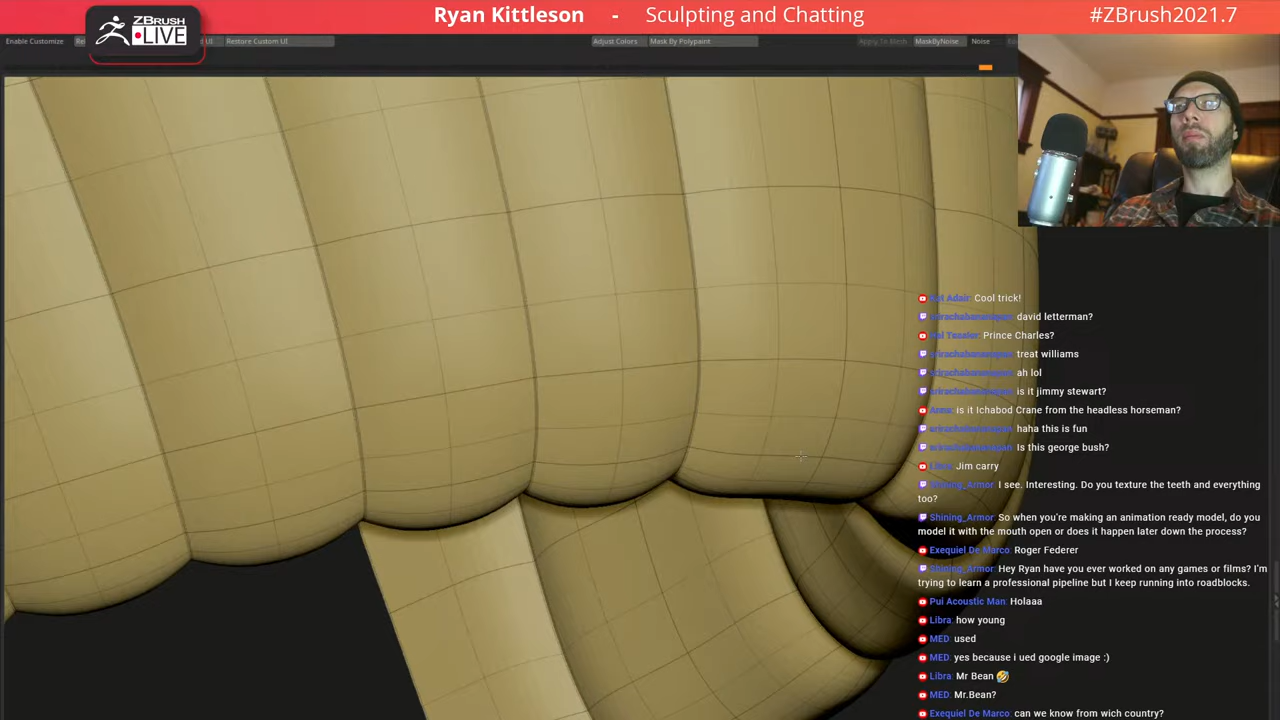 Ryan Kittleson - Sculpting and Chatting #ZBrush2021.7
ZBRUSH
LIVE
Enable Customize
UI
Restore Custom UI
Adjust Colors
Mask By Polypaint
Apply To Mesh
MaskByNoise
Noise
Adair: Cool trick!
david letterman?
Prince Charles?
treat williams
ah lol
is it jimmy stewart?
is it Ichabod Crane from the headless horseman?
haha this is fun
Is this george bush?
Libra: Jim carry
Shining_Armor: I see. Interesting. Do you texture the teeth and everything
too?
Shining_Armor: So when you're making an animation ready model, do you
model it with the mouth open or does it happen later down the process?
Exequiel De Marco: Roger Federer
Shining_Armor: Hey Ryan have you ever worked on any games or films? I'm
trying to learn a professional pipeline but I keep running into roadblocks.
Pui Acoustic Man: Holaaa
Libra: how young
MED: used
MED: yes because i ued google image :)
Libra: Mr Bean 🤣
MED: Mr.Bean?
Exequiel De Marco: can we know from wich country?